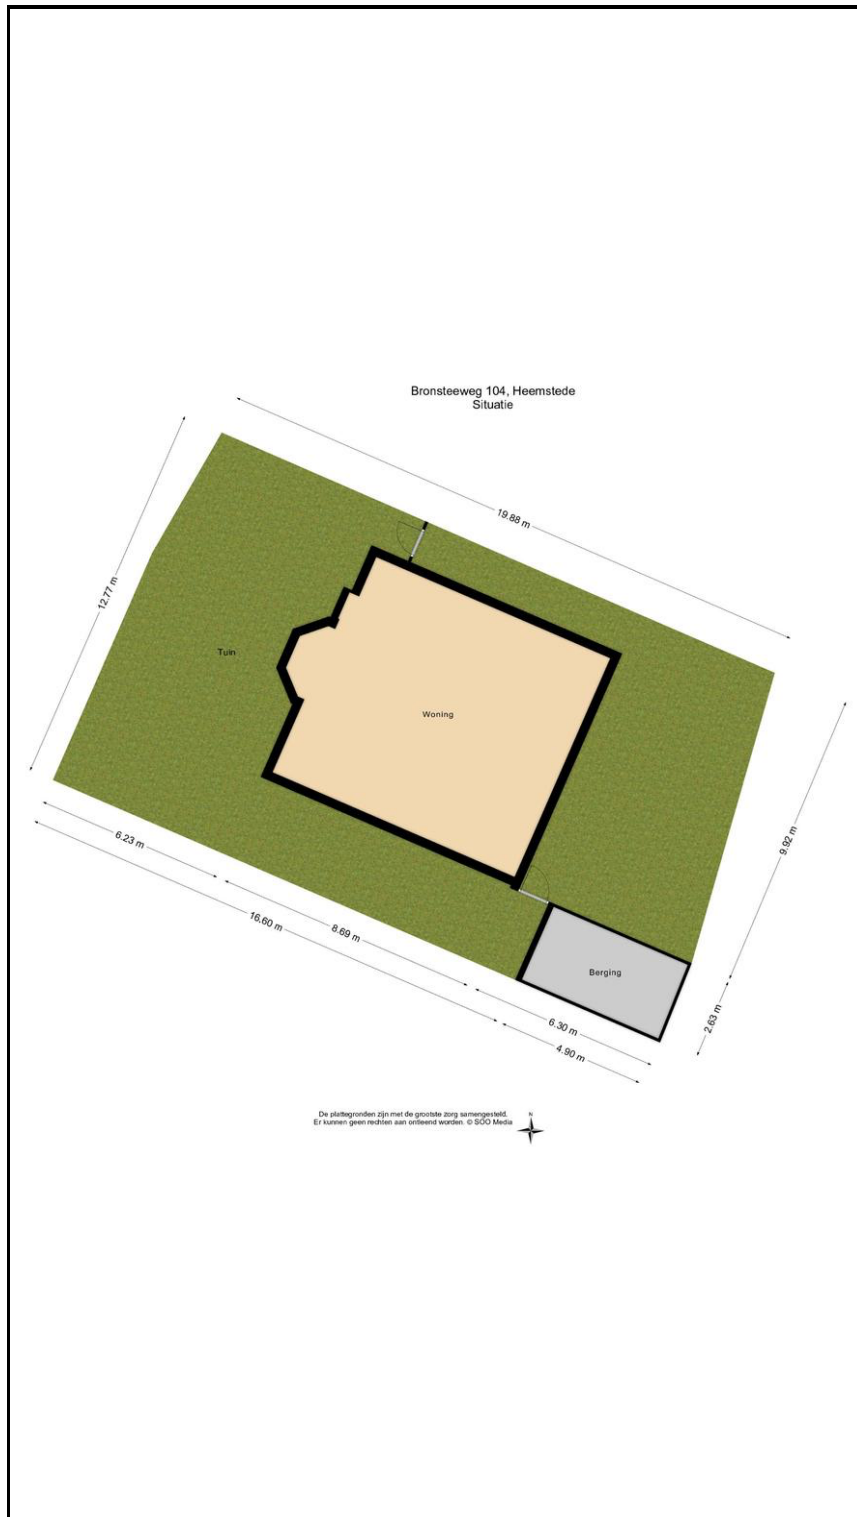 Bronsteeweg 104, Heemstede
Situatie
19.88 m
12.77 m
Tuin
Woning
9.92 m
6.23 m
8.69 m
16.60 m
Berging
6.30 m
4.90 m
2.63 m
De plattegronden zijn met de grootste zorg samengesteld.
Er kunnen geen rechten aan ontleend worden. © SOO Media
N